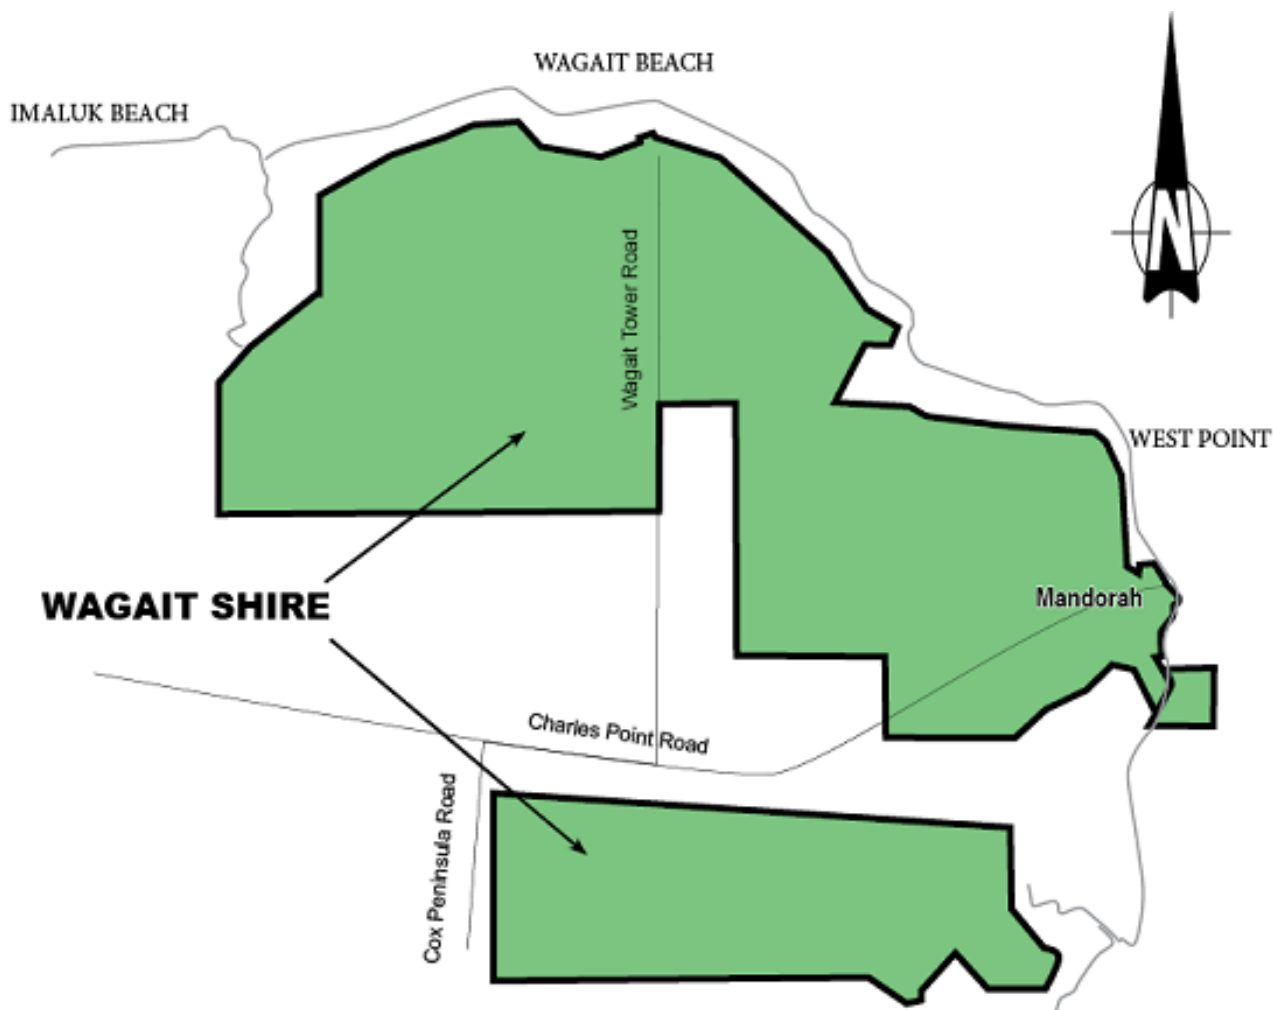 WAGAIT BEACH
IMALUK BEACH
N
Wagait Tower Road
WEST POINT
WAGAIT SHIRE
Mandorah
Charles Point Road
Cox Peninsula Road